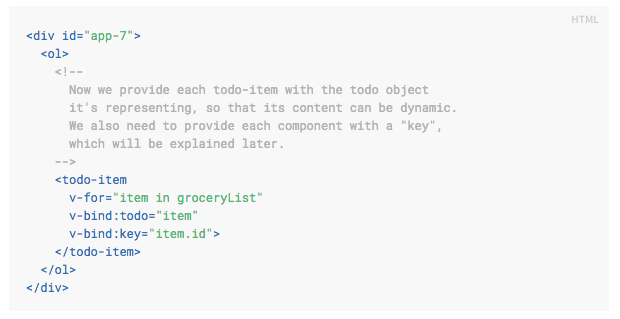 HTML
<div id="app-7">
  <ol>
    <!--
      Now we provide each todo-item with the todo object
      it's representing, so that its content can be dynamic.
      We also need to provide each component with a "key",
      which will be explained later.
    -->
    <todo-item
      v-for="item in groceryList"
      v-bind:todo="item"
      v-bind:key="item.id">
    </todo-item>
  </ol>
</div>